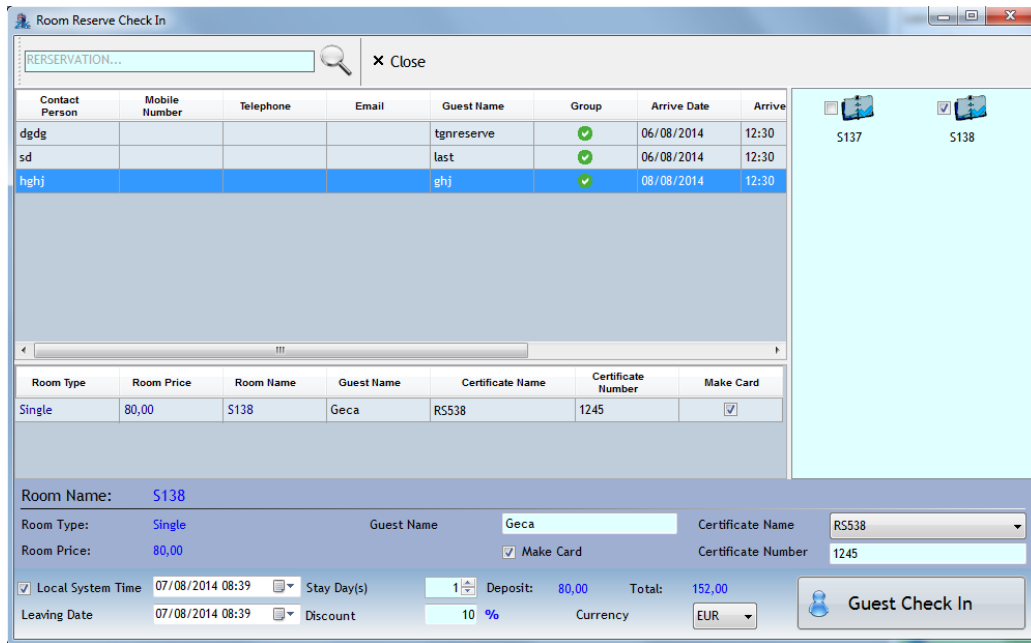 Room Reserve Check In
RERSERVATION...
Close
Contact Person Mobile Number Telephone Email Guest Name Group Arrive Date Arrive
dgdg tgnreserve 06/08/2014 12:30
sd last 06/08/2014 12:30
hghj ghj 08/08/2014 12:30
S137 S138
Room Type Room Price Room Name Guest Name Certificate Name Certificate Number Make Card
Single 80,00 S138 Geca RS538 1245
Room Name: S138
Room Type: Single Guest Name Geca Certificate Name RS538
Room Price: 80,00 Make Card Certificate Number 1245
Local System Time 07/08/2014 08:39 Stay Day(s) 1 Deposit: 80,00 Total: 152,00
Leaving Date 07/08/2014 08:39 Discount 10 % Currency EUR
Guest Check In